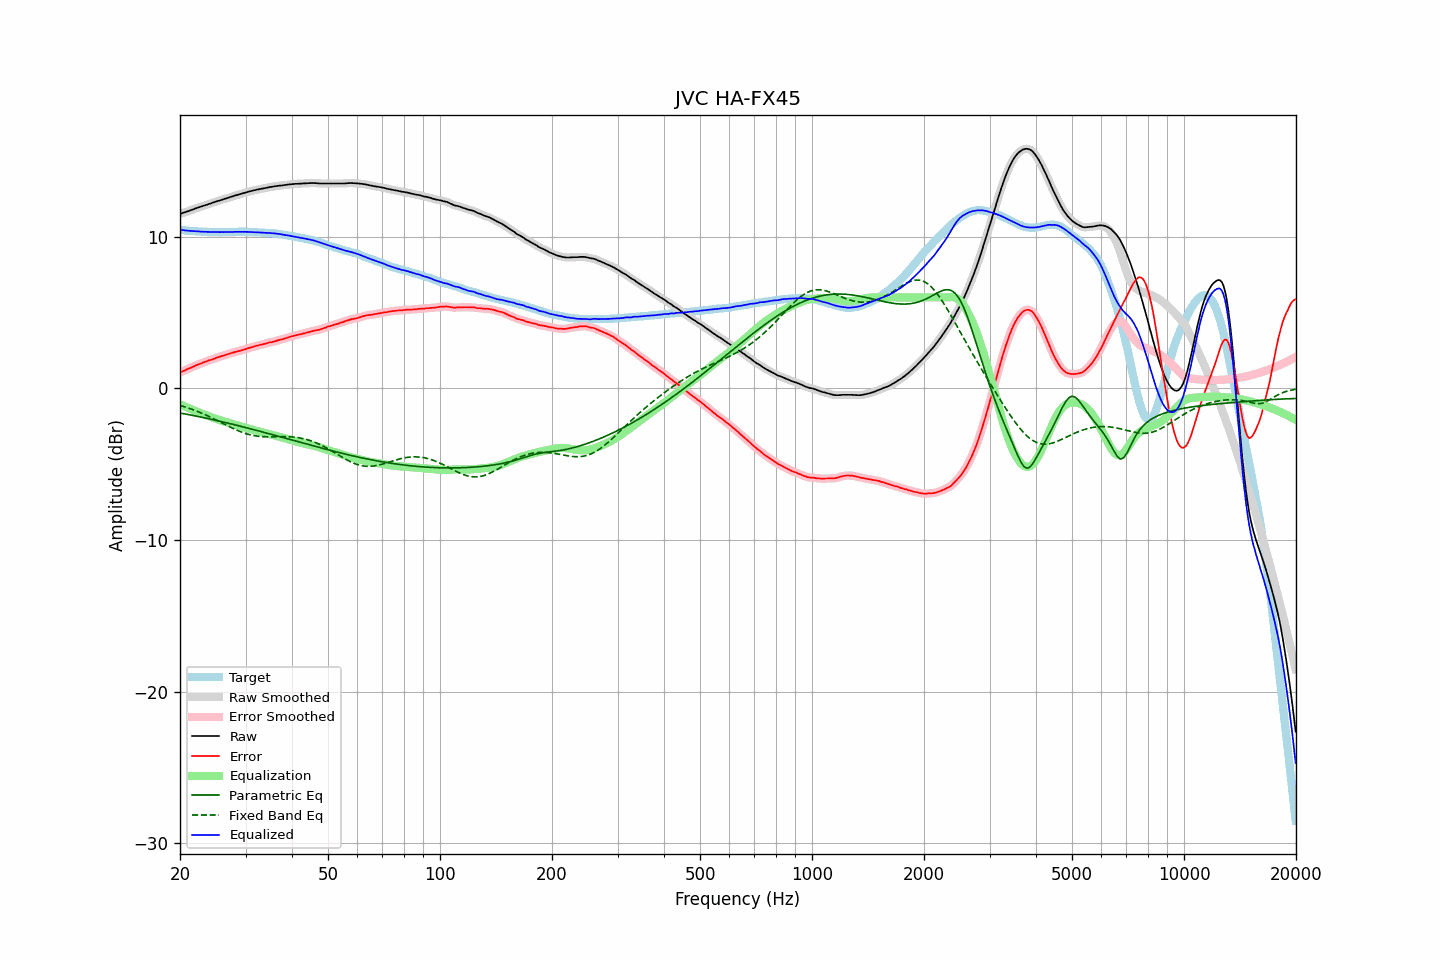 JVC HA-FX45
Amplitude (dBr)
10
0
−10
−20
−30
Target
Raw Smoothed
Error Smoothed
Raw
Error
Equalization
Parametric Eq
Fixed Band Eq
Equalized
20 50 100 200 500 1000 2000 5000 10000 20000
Frequency (Hz)